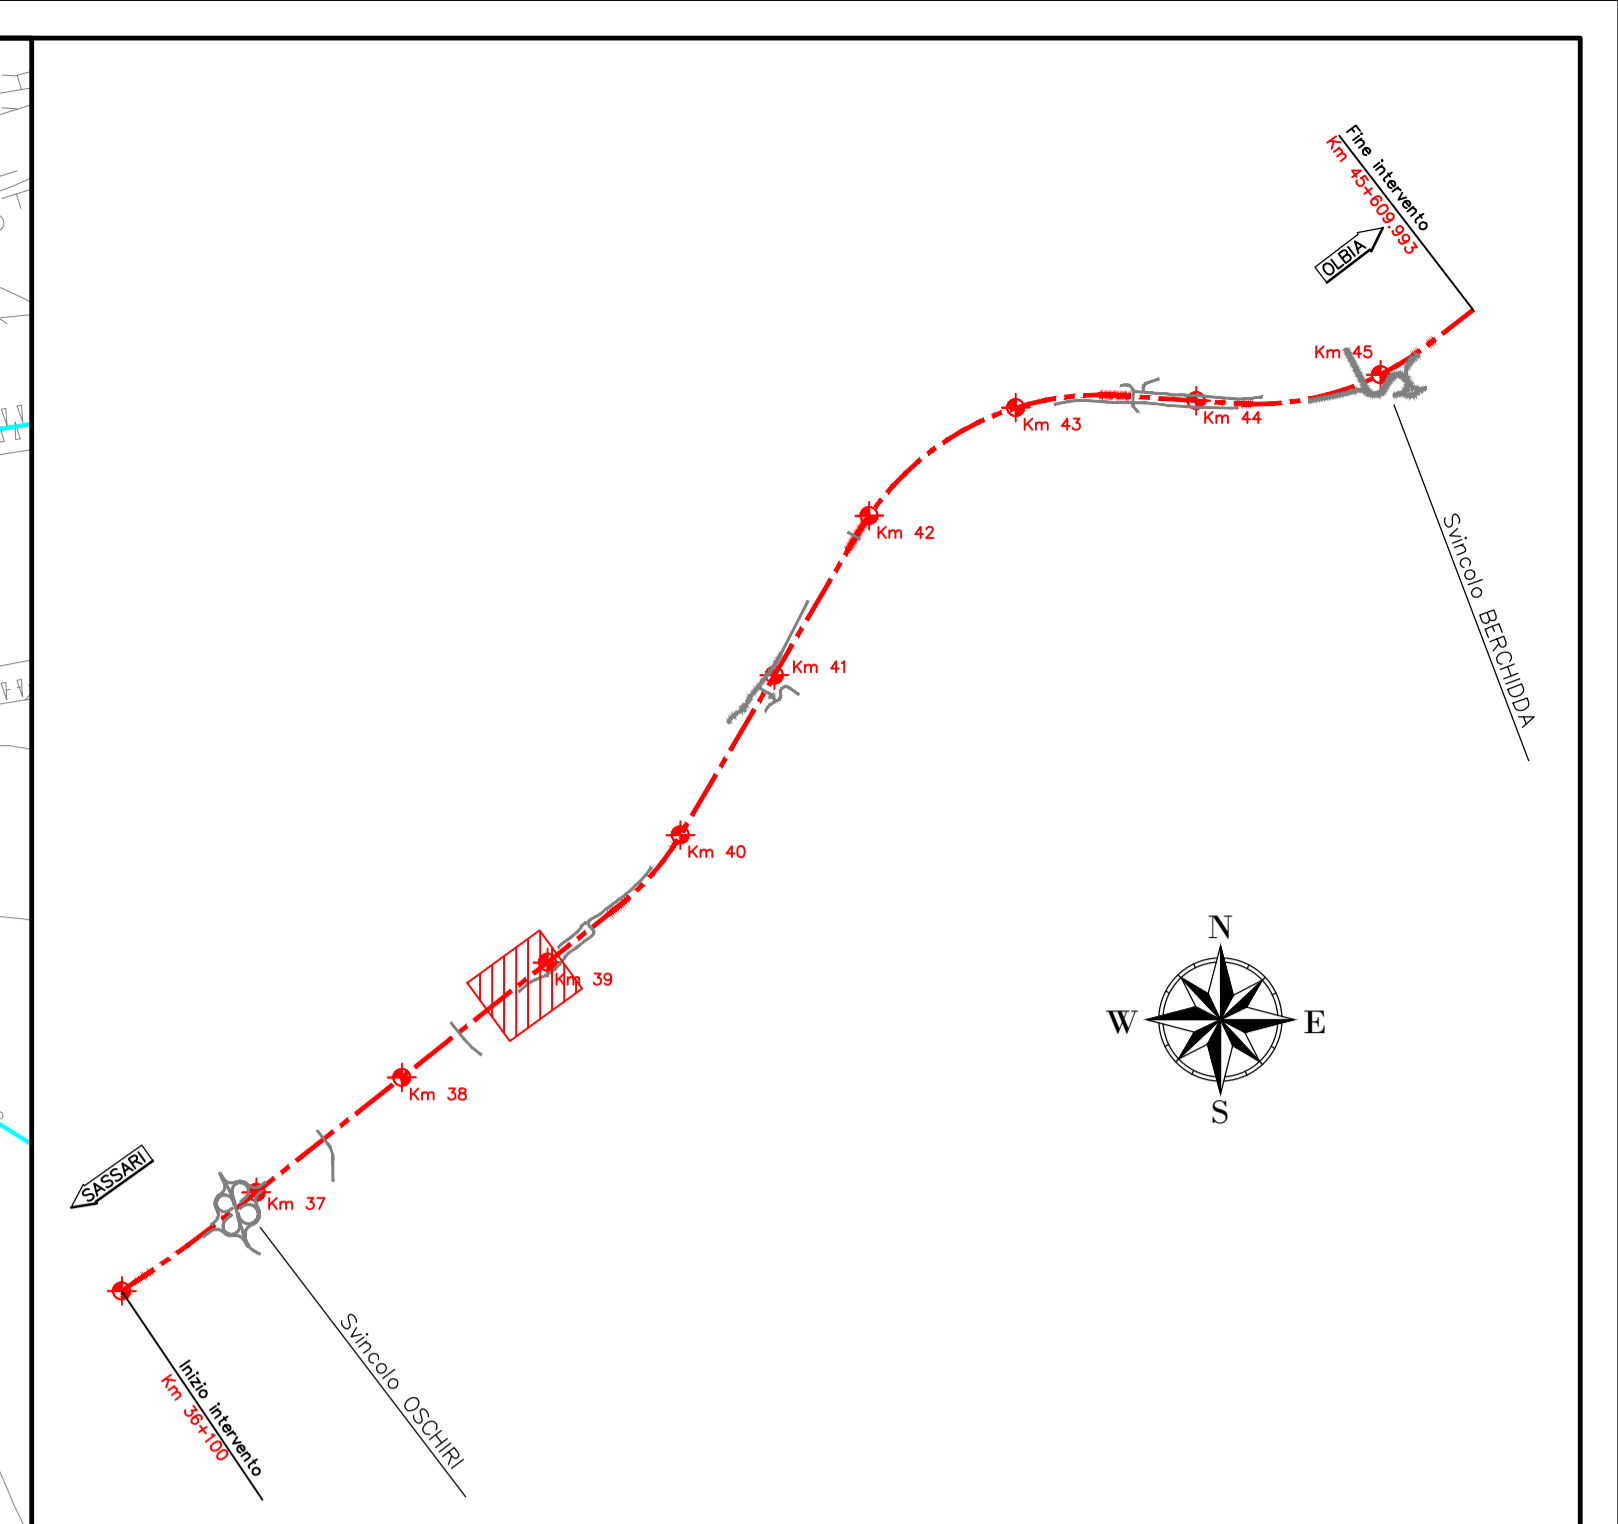 Fine intervento
Km 45+609.993
OLBIA
Km 45
Km 43
Km 44
Km 42
Svincolo BERCHIDDA
Km 41
Km 40
N
Km 39
W
E
Km 38
S
SASSARI
Km 37
Svincolo OSCHIRI
Inizio intervento
Km 36+100